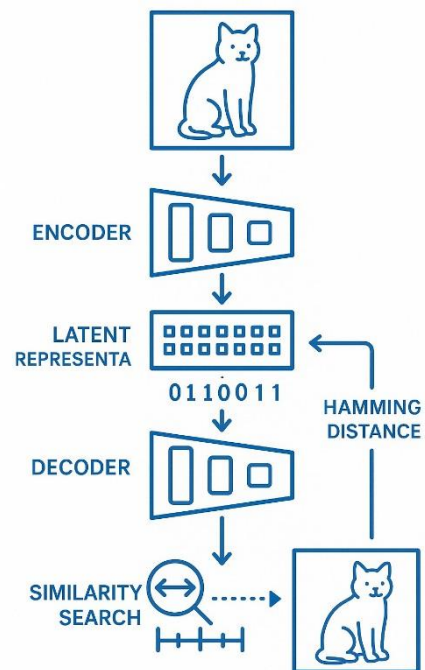 ENCODER
LATENT
REPRESENTA
0110011
HAMMING
DISTANCE
DECODER
SIMILARITY
SEARCH